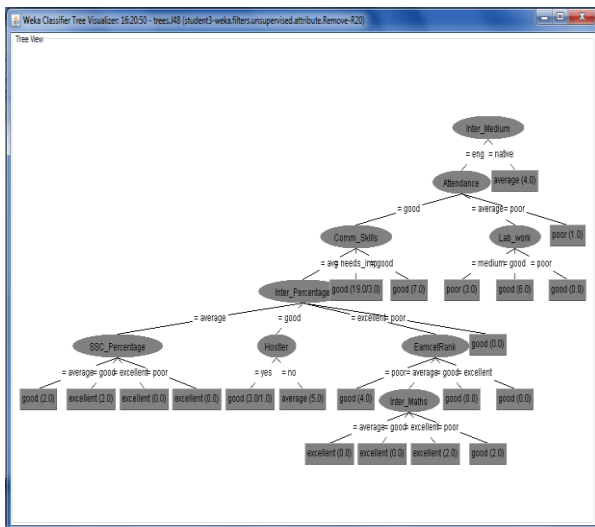 Weka Classifier Tree Visualizer: 16:20:50 - trees.J48 (student3-weka.filters.unsupervised.attribute.Remove-R20)
Tree View
Inter_Medium
= eng = native
Attendance average (4.0)
= good = average = poor
Comm_Skills Lab_work poor (1.0)
= avg = needs_imp = good = medium = good = poor
Inter_Percentage good (19.0/3.0) good (7.0) poor (3.0) good (6.0) good (0.0)
= average = good = excellent = poor
SSC_Percentage Hostler EamcetRank good (0.0)
= average = good = excellent = poor = yes = no = poor = average = good = excellent
good (2.0) excellent (2.0) excellent (0.0) excellent (0.0) good (3.0/1.0) average (5.0) good (4.0) Inter_Maths good (0.0) good (0.0)
= average = good = excellent = poor
excellent (0.0) excellent (0.0) excellent (2.0) good (2.0)